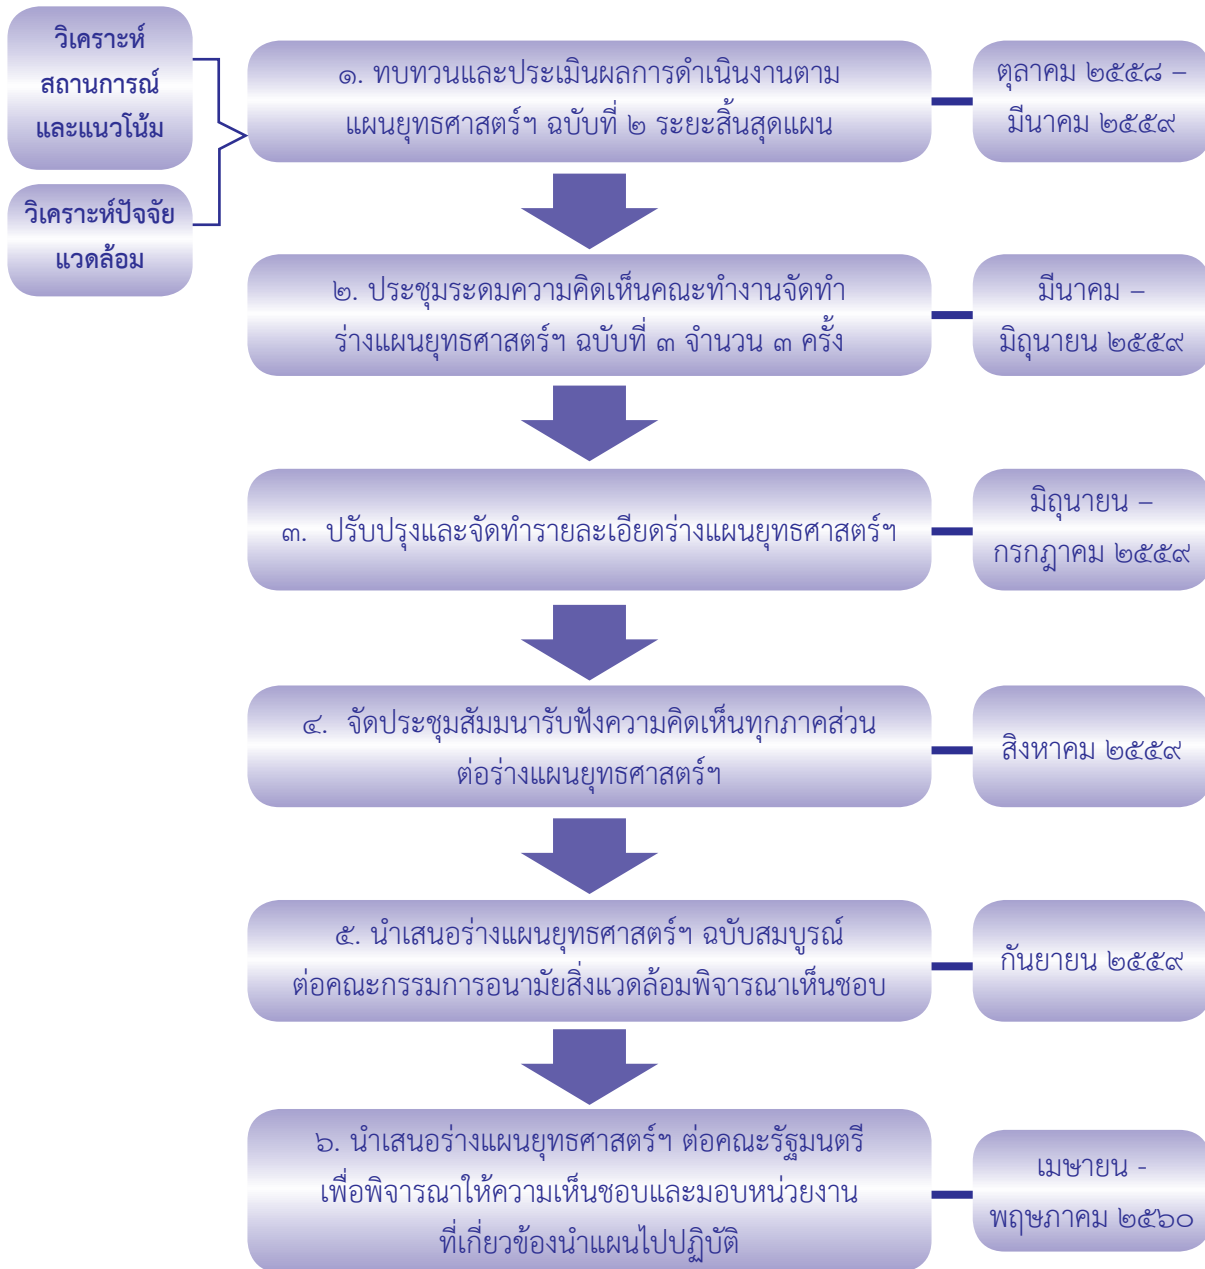 วิเคราะห์
สถานการณ์
และแนวโน้ม
วิเคราะห์ปัจจัย
แวดล้อม
๑. ทบทวนและประเมินผลการดำเนินงานตาม
แผนยุทธศาสตร์ฯ ฉบับที่ ๒ ระยะสิ้นสุดแผน
ตุลาคม ๒๕๕๘ –
มีนาคม ๒๕๕๙
๒. ประชุมระดมความคิดเห็นคณะทำงานจัดทำ
ร่างแผนยุทธศาสตร์ฯ ฉบับที่ ๓ จำนวน ๓ ครั้ง
มีนาคม –
มิถุนายน ๒๕๕๙
๓. ปรับปรุงและจัดทำรายละเอียดร่างแผนยุทธศาสตร์ฯ
มิถุนายน –
กรกฎาคม ๒๕๕๙
๔. จัดประชุมสัมมนารับฟังความคิดเห็นทุกภาคส่วน
ต่อร่างแผนยุทธศาสตร์ฯ
สิงหาคม ๒๕๕๙
๕. นำเสนอร่างแผนยุทธศาสตร์ฯ ฉบับสมบูรณ์
ต่อคณะกรรมการอนามัยสิ่งแวดล้อมพิจารณาเห็นชอบ
กันยายน ๒๕๕๙
๖. นำเสนอร่างแผนยุทธศาสตร์ฯ ต่อคณะรัฐมนตรี
เพื่อพิจารณาให้ความเห็นชอบและมอบหน่วยงาน
ที่เกี่ยวข้องนำแผนไปปฏิบัติ
เมษายน -
พฤษภาคม ๒๕๖๐